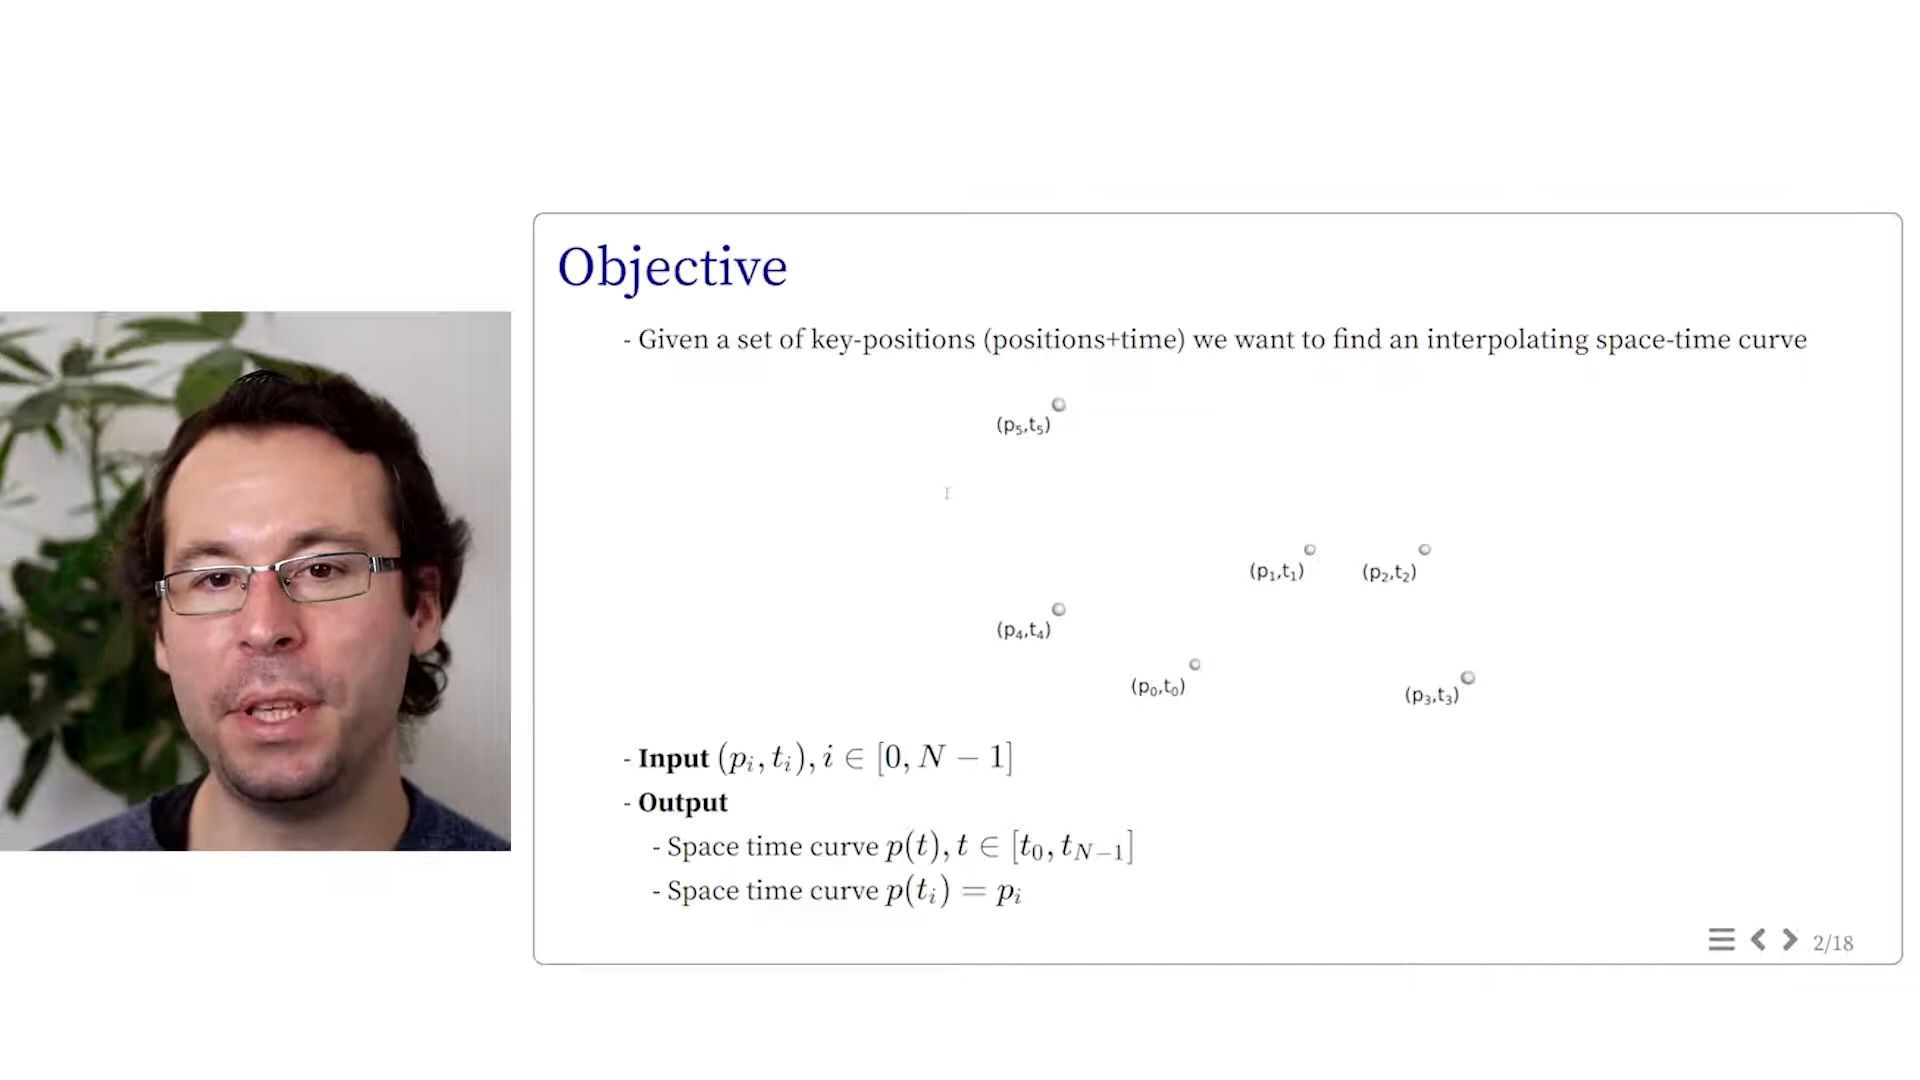 Objective
- Given a set of key-positions (positions+time) we want to find an interpolating space-time curve
(p₅,t₅)
(p₁,t₁) (p₂,t₂)
(p₄,t₄)
(p₀,t₀)
(p₃,t₃)
- Input (pᵢ, tᵢ), i ∈ [0, N − 1]
- Output
- Space time curve p(t), t ∈ [t₀, t_{N−1}]
- Space time curve p(tᵢ) = pᵢ
2/18